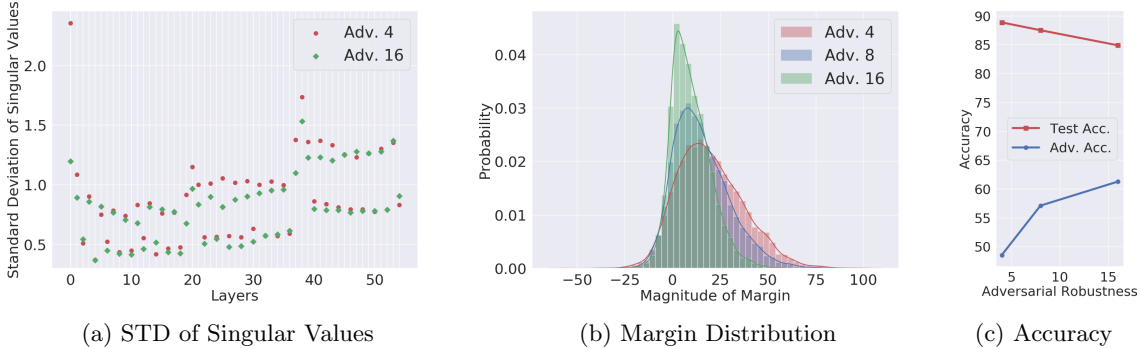 Standard Deviation of Singular Values
2.0
1.5
1.0
0.5
0
10
20
30
40
50
Layers
Adv. 4
Adv. 16
(a) STD of Singular Values
Probability
0.04
0.03
0.02
0.01
0.00
−50
−25
0
25
50
75
100
Magnitude of Margin
Adv. 4
Adv. 8
Adv. 16
(b) Margin Distribution
Accuracy
90
85
80
75
70
65
60
55
50
5
10
15
Adversarial Robustness
Test Acc.
Adv. Acc.
(c) Accuracy